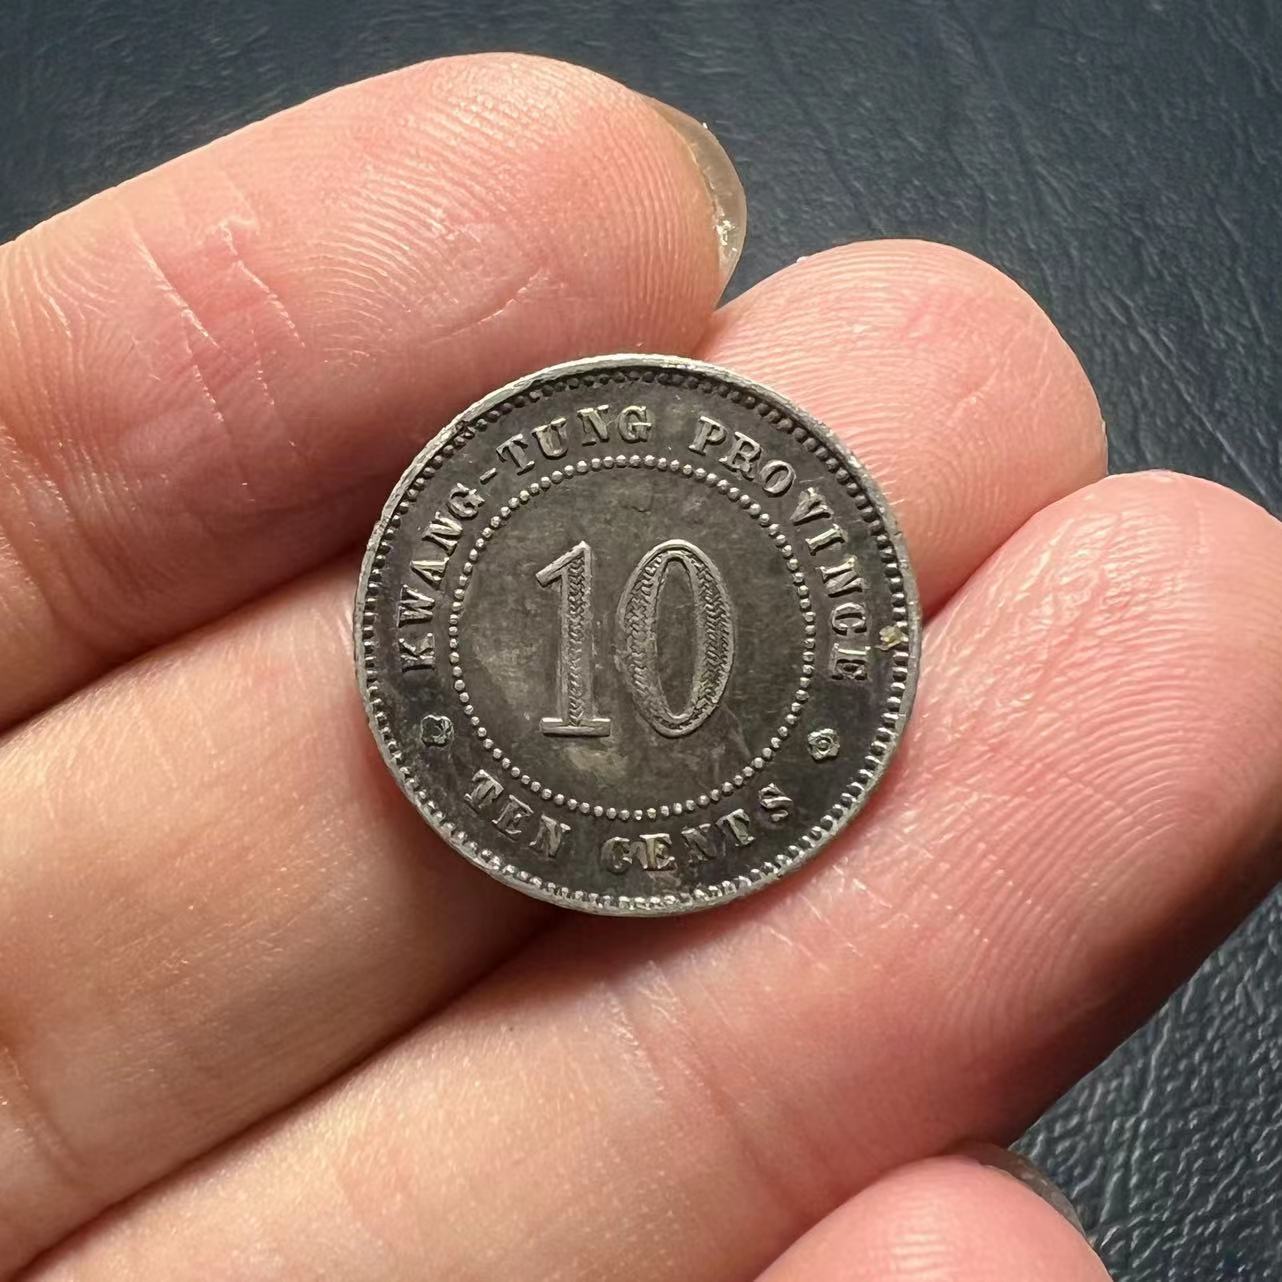 KWANG-TUNG PROVINCE
10
TEN CENTS